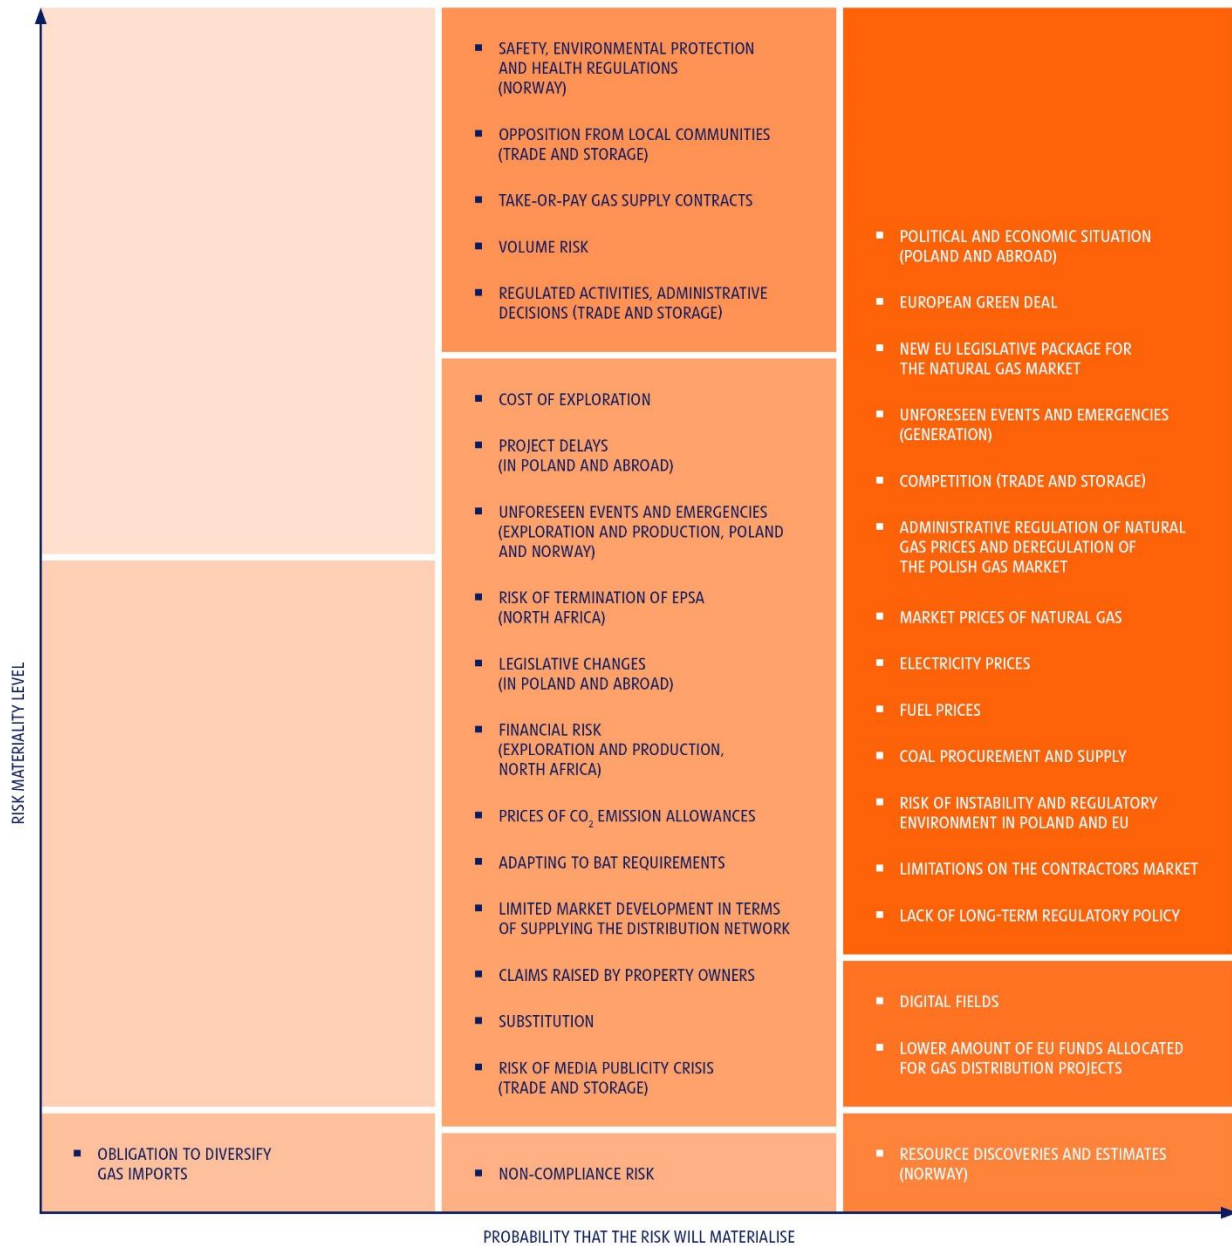 RISK MATERIALITY LEVEL
▪ OBLIGATION TO DIVERSIFY
GAS IMPORTS
▪ SAFETY, ENVIRONMENTAL PROTECTION
AND HEALTH REGULATIONS
(NORWAY)
▪ OPPOSITION FROM LOCAL COMMUNITIES
(TRADE AND STORAGE)
▪ TAKE-OR-PAY GAS SUPPLY CONTRACTS
▪ VOLUME RISK
▪ REGULATED ACTIVITIES, ADMINISTRATIVE
DECISIONS (TRADE AND STORAGE)
▪ COST OF EXPLORATION
▪ PROJECT DELAYS
(IN POLAND AND ABROAD)
▪ UNFORESEEN EVENTS AND EMERGENCIES
(EXPLORATION AND PRODUCTION, POLAND
AND NORWAY)
▪ RISK OF TERMINATION OF EPSA
(NORTH AFRICA)
▪ LEGISLATIVE CHANGES
(IN POLAND AND ABROAD)
▪ FINANCIAL RISK
(EXPLORATION AND PRODUCTION,
NORTH AFRICA)
▪ PRICES OF CO₂ EMISSION ALLOWANCES
▪ ADAPTING TO BAT REQUIREMENTS
▪ LIMITED MARKET DEVELOPMENT IN TERMS
OF SUPPLYING THE DISTRIBUTION NETWORK
▪ CLAIMS RAISED BY PROPERTY OWNERS
▪ SUBSTITUTION
▪ RISK OF MEDIA PUBLICITY CRISIS
(TRADE AND STORAGE)
▪ NON-COMPLIANCE RISK
▪ POLITICAL AND ECONOMIC SITUATION
(POLAND AND ABROAD)
▪ EUROPEAN GREEN DEAL
▪ NEW EU LEGISLATIVE PACKAGE FOR
THE NATURAL GAS MARKET
▪ UNFORESEEN EVENTS AND EMERGENCIES
(GENERATION)
▪ COMPETITION (TRADE AND STORAGE)
▪ ADMINISTRATIVE REGULATION OF NATURAL
GAS PRICES AND DEREGULATION OF
THE POLISH GAS MARKET
▪ MARKET PRICES OF NATURAL GAS
▪ ELECTRICITY PRICES
▪ FUEL PRICES
▪ COAL PROCUREMENT AND SUPPLY
▪ RISK OF INSTABILITY AND REGULATORY
ENVIRONMENT IN POLAND AND EU
▪ LIMITATIONS ON THE CONTRACTORS MARKET
▪ LACK OF LONG-TERM REGULATORY POLICY
▪ DIGITAL FIELDS
▪ LOWER AMOUNT OF EU FUNDS ALLOCATED
FOR GAS DISTRIBUTION PROJECTS
▪ RESOURCE DISCOVERIES AND ESTIMATES
(NORWAY)
PROBABILITY THAT THE RISK WILL MATERIALISE